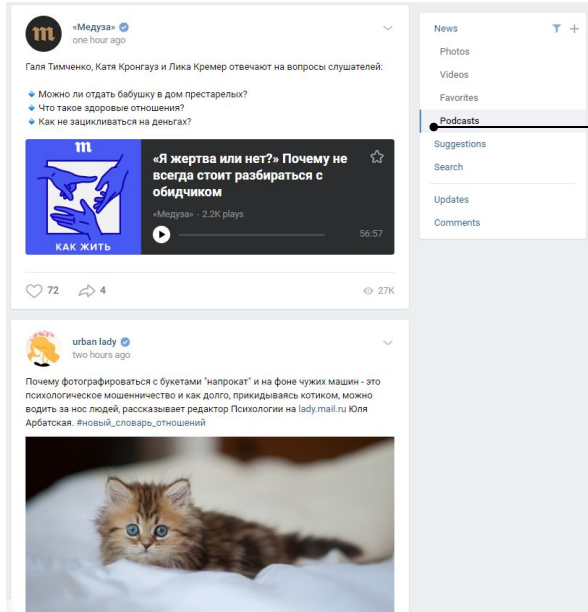 «Медуза»
one hour ago
Галя Тимченко, Катя Кронгауз и Лика Кремер отвечают на вопросы слушателей:
Можно ли отдать бабушку в дом престарелых?
Что такое здоровые отношения?
Как не зацикливаться на деньгах?
m
КАК ЖИТЬ
«Я жертва или нет?» Почему не
всегда стоит разбираться с
обидчиком
«Медуза» · 2.2K plays
56:57
72
4
27K
urban lady
two hours ago
Почему фотографироваться с букетами "напрокат" и на фоне чужих машин - это
психологическое мошенничество и как долго, прикидываясь котиком, можно
водить за нос людей, рассказывает редактор Психологии на lady.mail.ru Юля
Арбатская. #новый_словарь_отношений
News
Photos
Videos
Favorites
Podcasts
Suggestions
Search
Updates
Comments